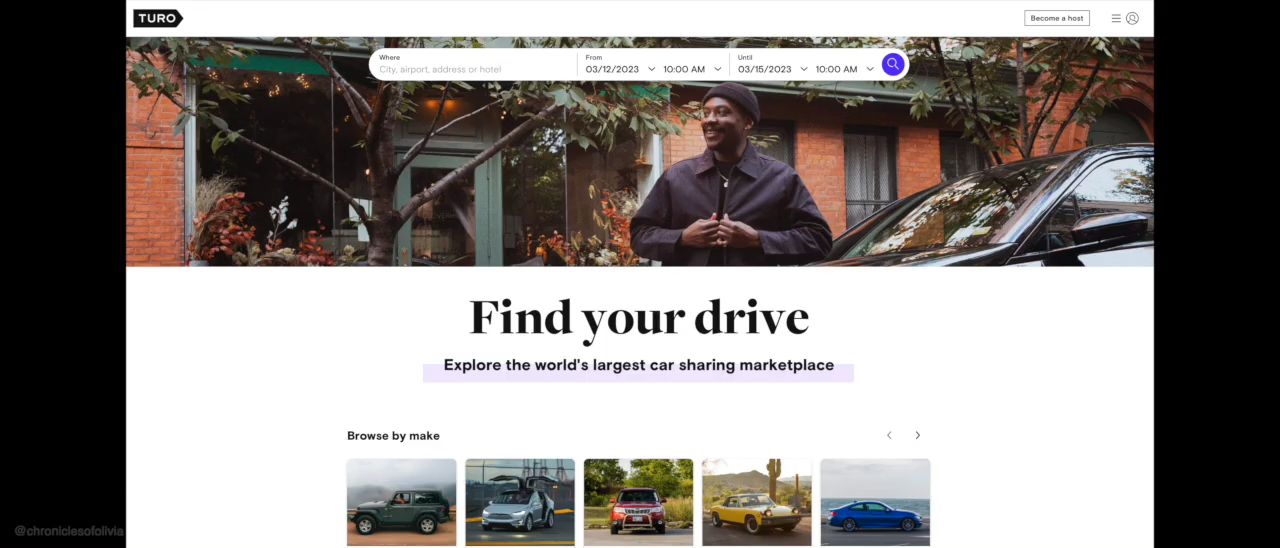 TURO
Become a host
Where
City, airport, address or hotel
From
03/12/2023 10:00 AM
Until
03/15/2023 10:00 AM
Find your drive
Explore the world's largest car sharing marketplace
Browse by make
@chroniclesofolivia